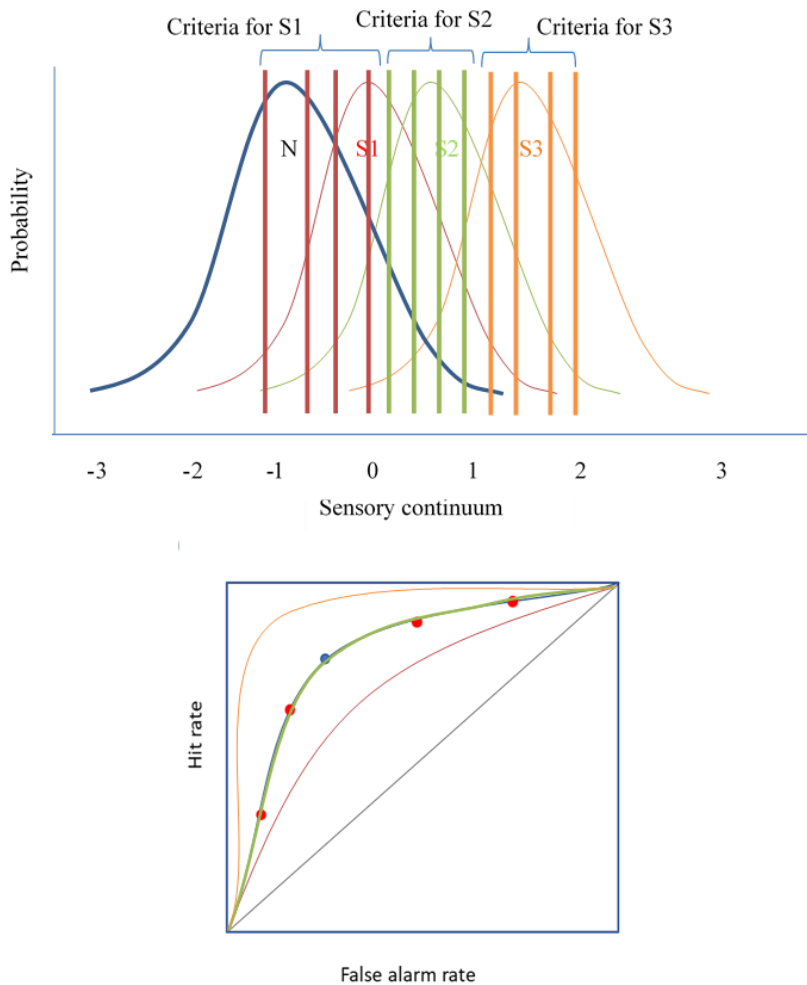 Criteria for S1
Criteria for S2
Criteria for S3
N
S1
S2
S3
Probability
-3 -2 -1 0 1 2 3
Sensory continuum
Hit rate
False alarm rate